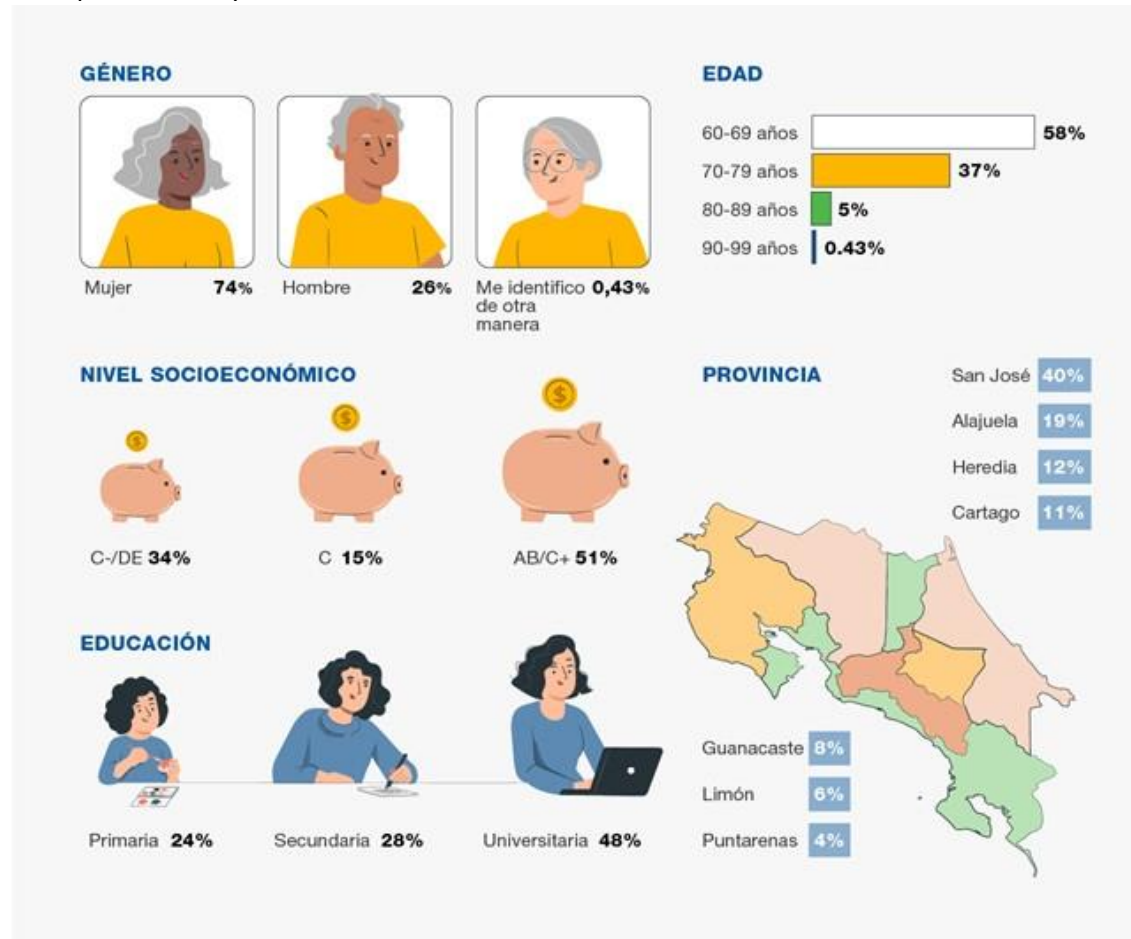 GÉNERO
Mujer 74%
Hombre 26%
Me identifico 0,43%
de otra
manera
EDAD
60-69 años 58%
70-79 años 37%
80-89 años 5%
90-99 años 0.43%
NIVEL SOCIOECONÓMICO
C-/DE 34%
C 15%
AB/C+ 51%
PROVINCIA
San José 40%
Alajuela 19%
Heredia 12%
Cartago 11%
Guanacaste 8%
Limón 6%
Puntarenas 4%
EDUCACIÓN
Primaria 24%
Secundaria 28%
Universitaria 48%